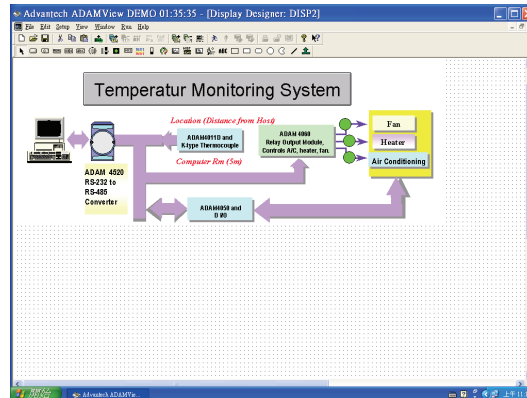 Advantech ADAMView DEMO 01:35:35 - [Display Designer: DISP2]
File Edit Setup View Window Run Help
Temperatur Monitoring System
Location (Distance from Host)
ADAM4011D and
K-type Thermocouple
Computer Rm (5m)
ADAM 4060
Relay Output Module,
Controls A/C, heater, fan.
Fan
Heater
Air Conditioning
ADAM 4520
RS-232 to
RS-485
Converter
ADAM4050 and
D I/O
Advantech ADAMVie...